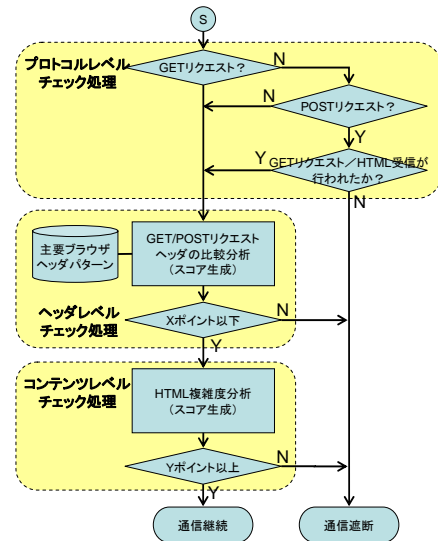 S
プロトコルレベル
チェック処理
GETリクエスト?
N
POSTリクエスト?
N
Y
GETリクエスト/HTML受信が
行われたか?
Y
N
主要ブラウザ
ヘッダパターン
GET/POSTリクエスト
ヘッダの比較分析
(スコア生成)
ヘッダレベル
チェック処理
Xポイント以下
N
Y
コンテンツレベル
チェック処理
HTML複雑度分析
(スコア生成)
Yポイント以上
N
Y
通信継続
通信遮断